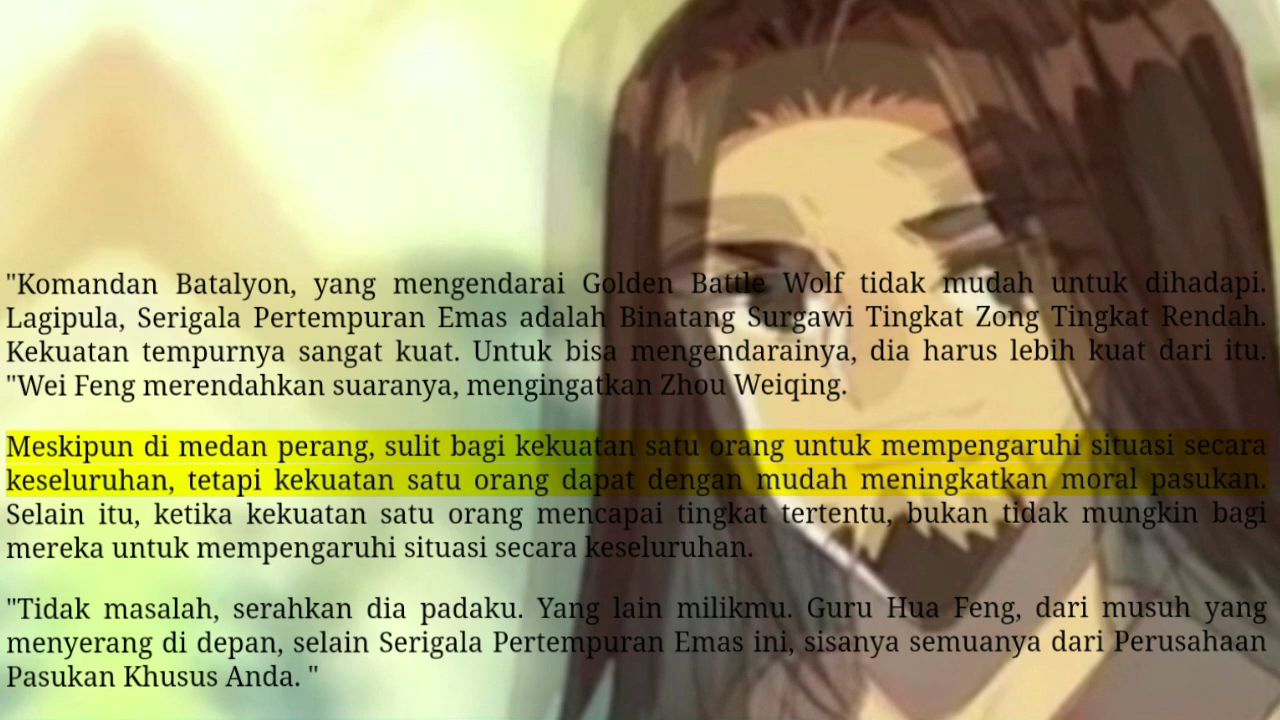 "Komandan Batalyon, yang mengendarai Golden Battle Wolf tidak mudah untuk dihadapi.
Lagipula, Serigala Pertempuran Emas adalah Binatang Surgawi Tingkat Zong Tingkat Rendah.
Kekuatan tempurnya sangat kuat. Untuk bisa mengendarainya, dia harus lebih kuat dari itu.
"Wei Feng merendahkan suaranya, mengingatkan Zhou Weiqing.
Meskipun di medan perang, sulit bagi kekuatan satu orang untuk mempengaruhi situasi secara
keseluruhan, tetapi kekuatan satu orang dapat dengan mudah meningkatkan moral pasukan.
Selain itu, ketika kekuatan satu orang mencapai tingkat tertentu, bukan tidak mungkin bagi
mereka untuk mempengaruhi situasi secara keseluruhan.
"Tidak masalah, serahkan dia padaku. Yang lain milikmu. Guru Hua Feng, dari musuh yang
menyerang di depan, selain Serigala Pertempuran Emas ini, sisanya semuanya dari Perusahaan
Pasukan Khusus Anda. "